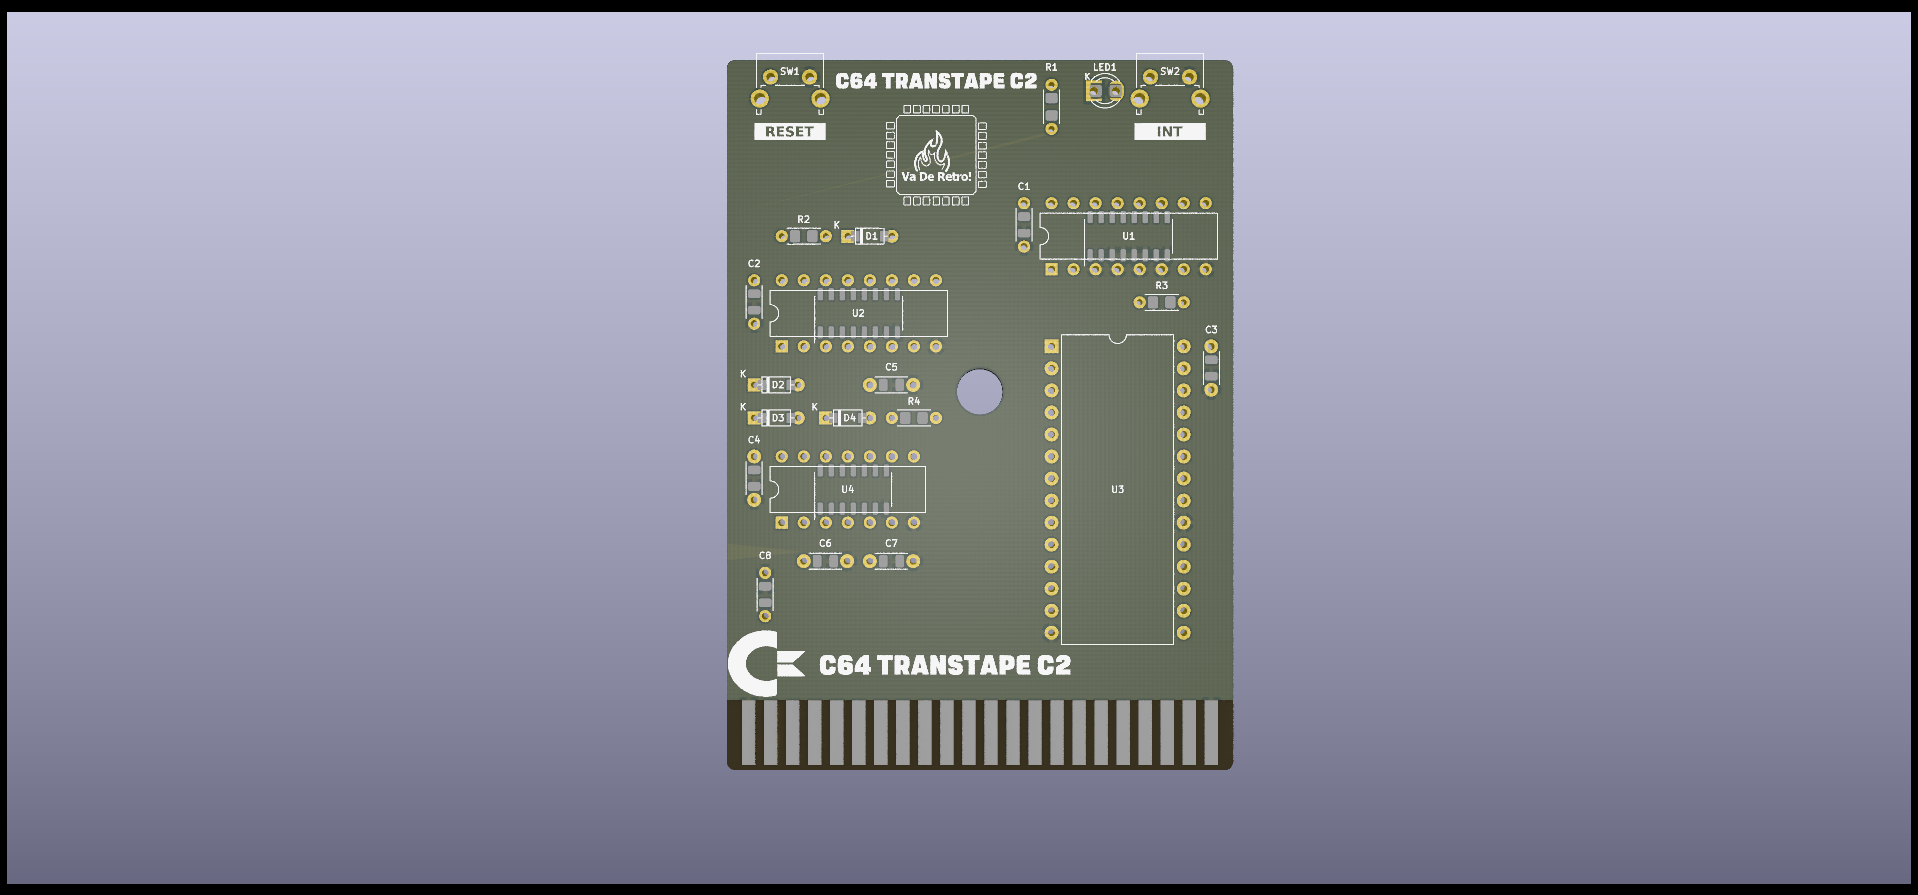 SW1
C64 TRANSTAPE C2
R1
LED1
K
SW2
RESET
INT
Va De Retro!
C1
R2
K
D1
U1
C2
R3
U2
C3
K
D2
C5
K
D3
K
D4
R4
C4
U4
U3
C6
C7
C8
C64 TRANSTAPE C2